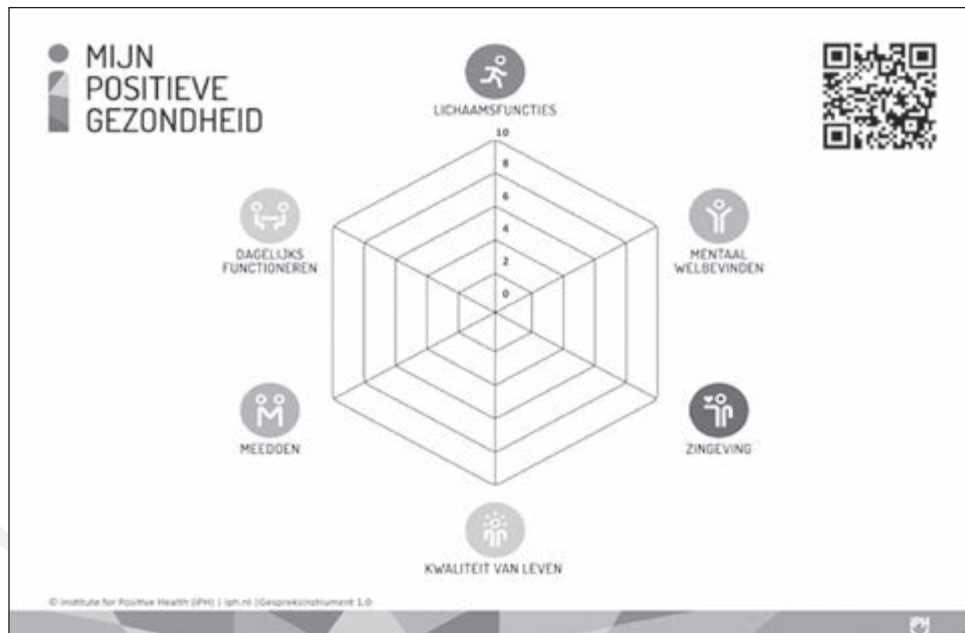 MIJN
POSITIEVE
GEZONDHEID
LICHAAMSFUNCTIES
10
8
6
4
2
0
DAGELIJKS
FUNCTIONEREN
MENTAAL
WELBEVINDEN
MEEDOEN
ZINGEVING
KWALITEIT VAN LEVEN
© Institute for Positive Health (iPH) | iph.nl |Gespreksinstrument 1.0